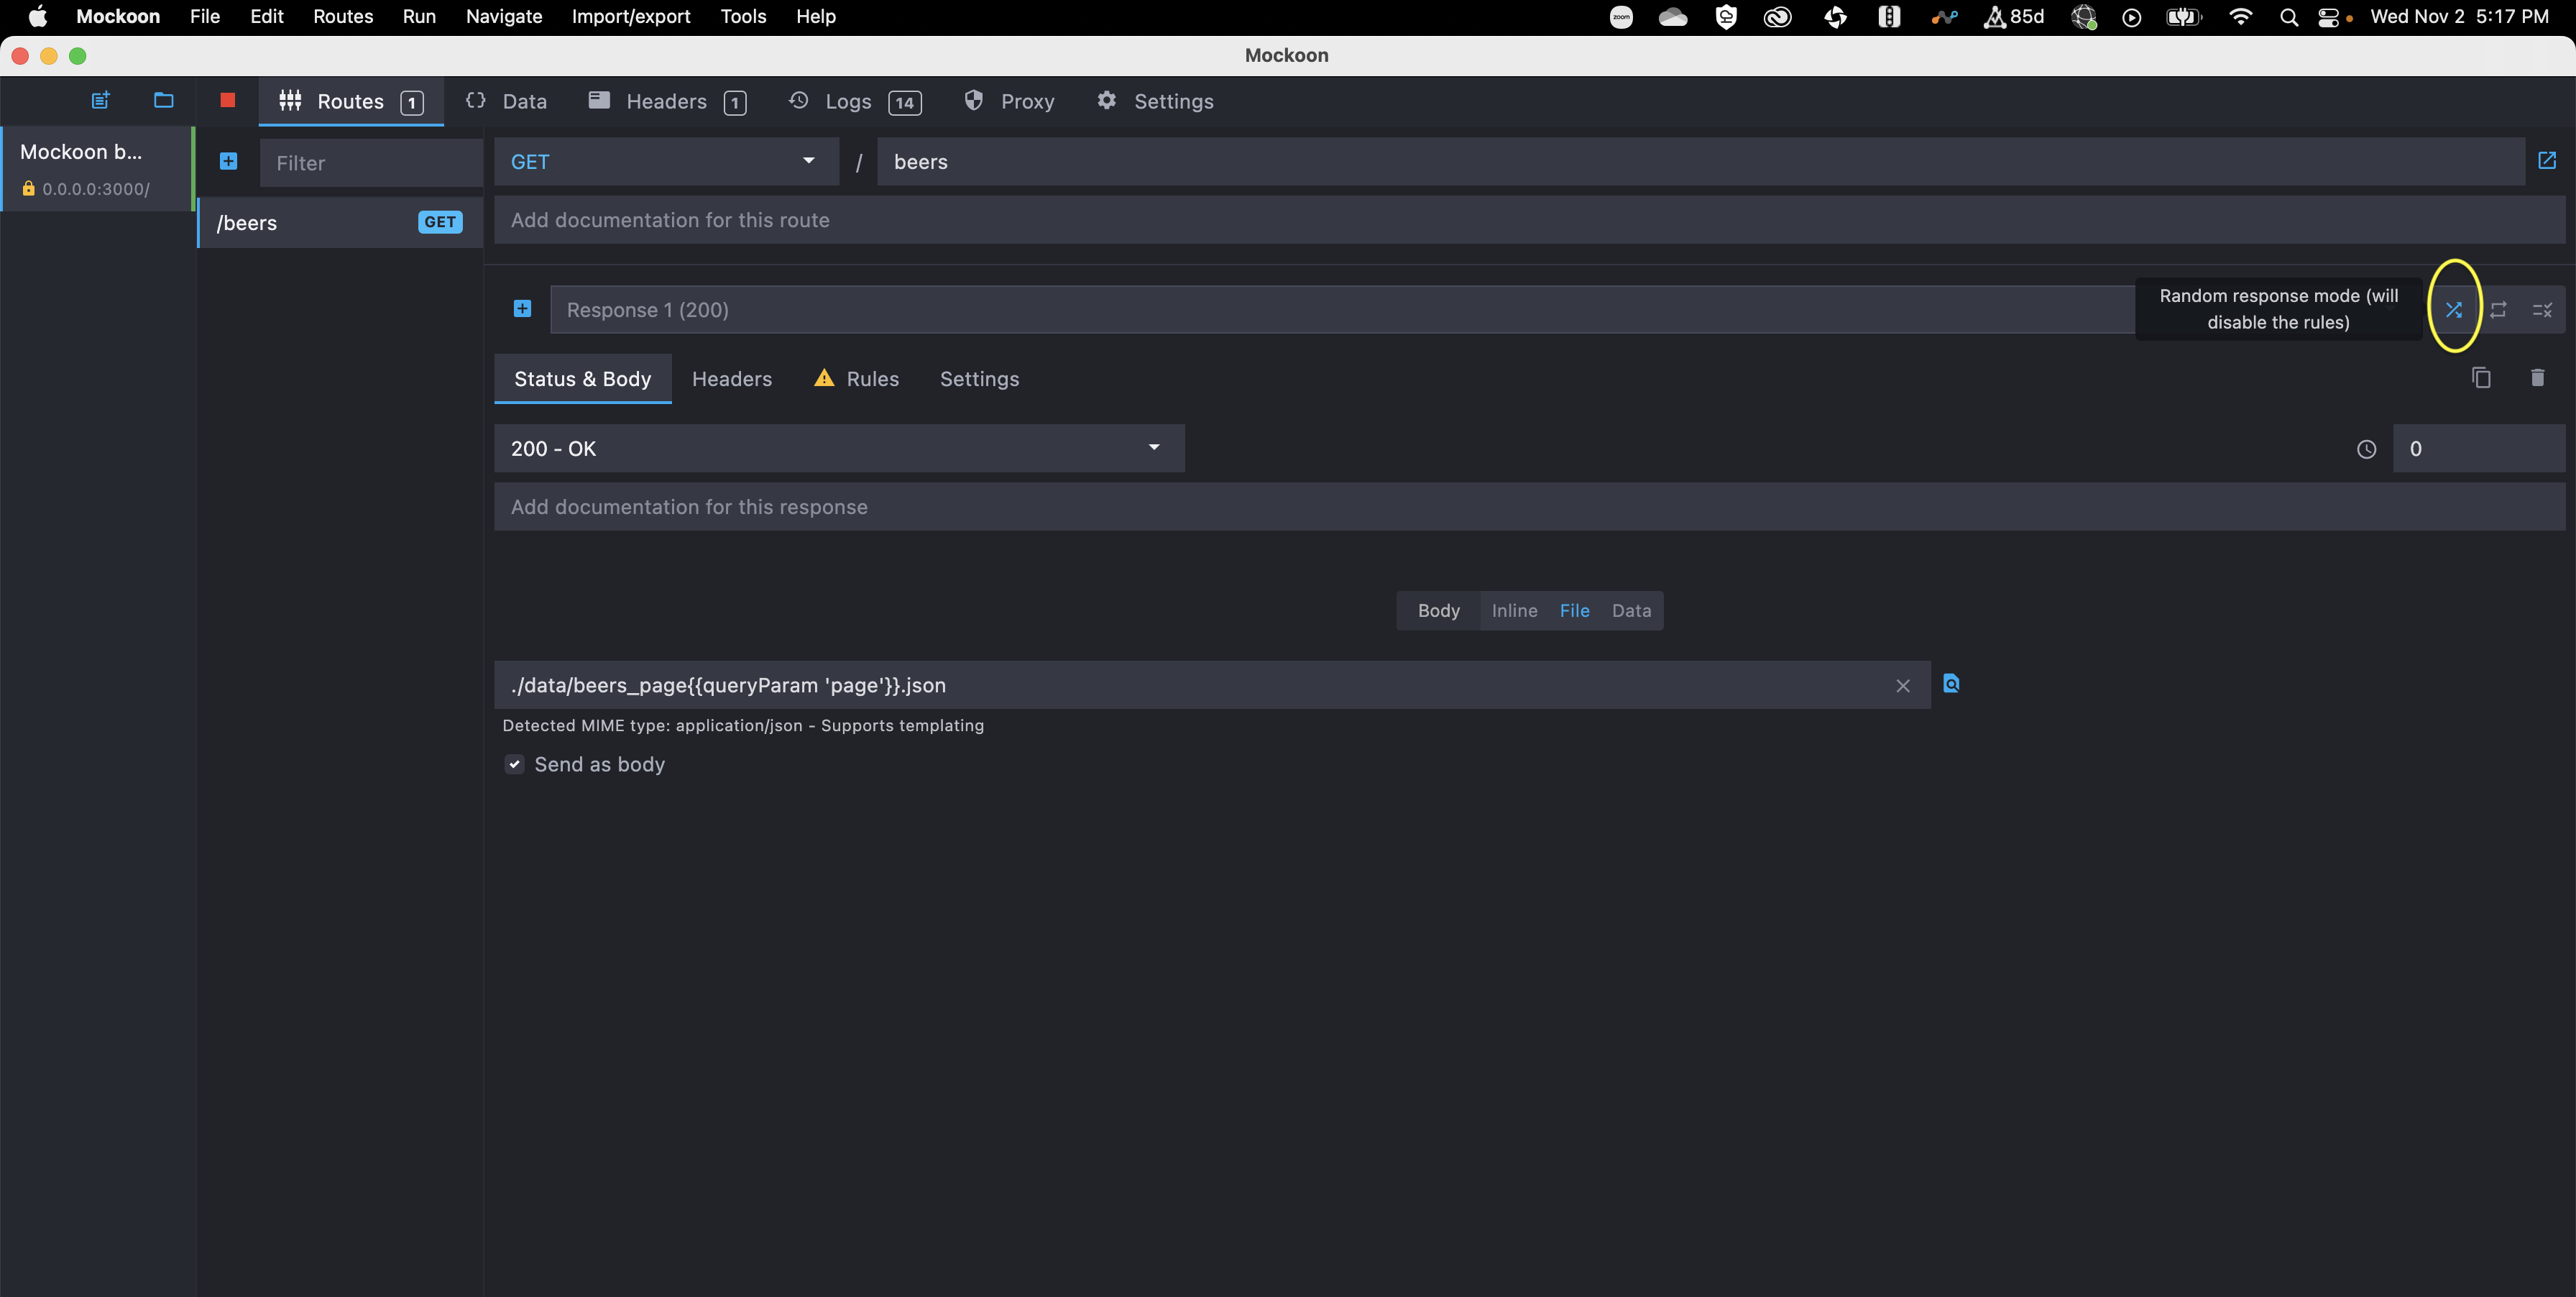 Mockoon File Edit Routes Run Navigate Import/export Tools Help zoom 85d Wed Nov 2 5:17 PM
Mockoon
Routes 1 Data Headers 1 Logs 14 Proxy Settings
Mockoon b...
0.0.0.0:3000/
Filter
/beers GET
GET / beers
Add documentation for this route
Response 1 (200)
Random response mode (will
disable the rules)
Status & Body Headers Rules Settings
200 - OK
0
Add documentation for this response
Body Inline File Data
./data/beers_page{{queryParam 'page'}}.json
Detected MIME type: application/json - Supports templating
Send as body